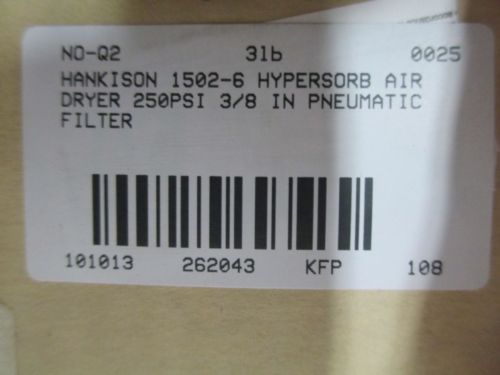 NO-Q2 3lb 0025
HANKISON 1502-6 HYPERSORB AIR
DRYER 250PSI 3/8 IN PNEUMATIC
FILTER
101013 262043 KFP 108